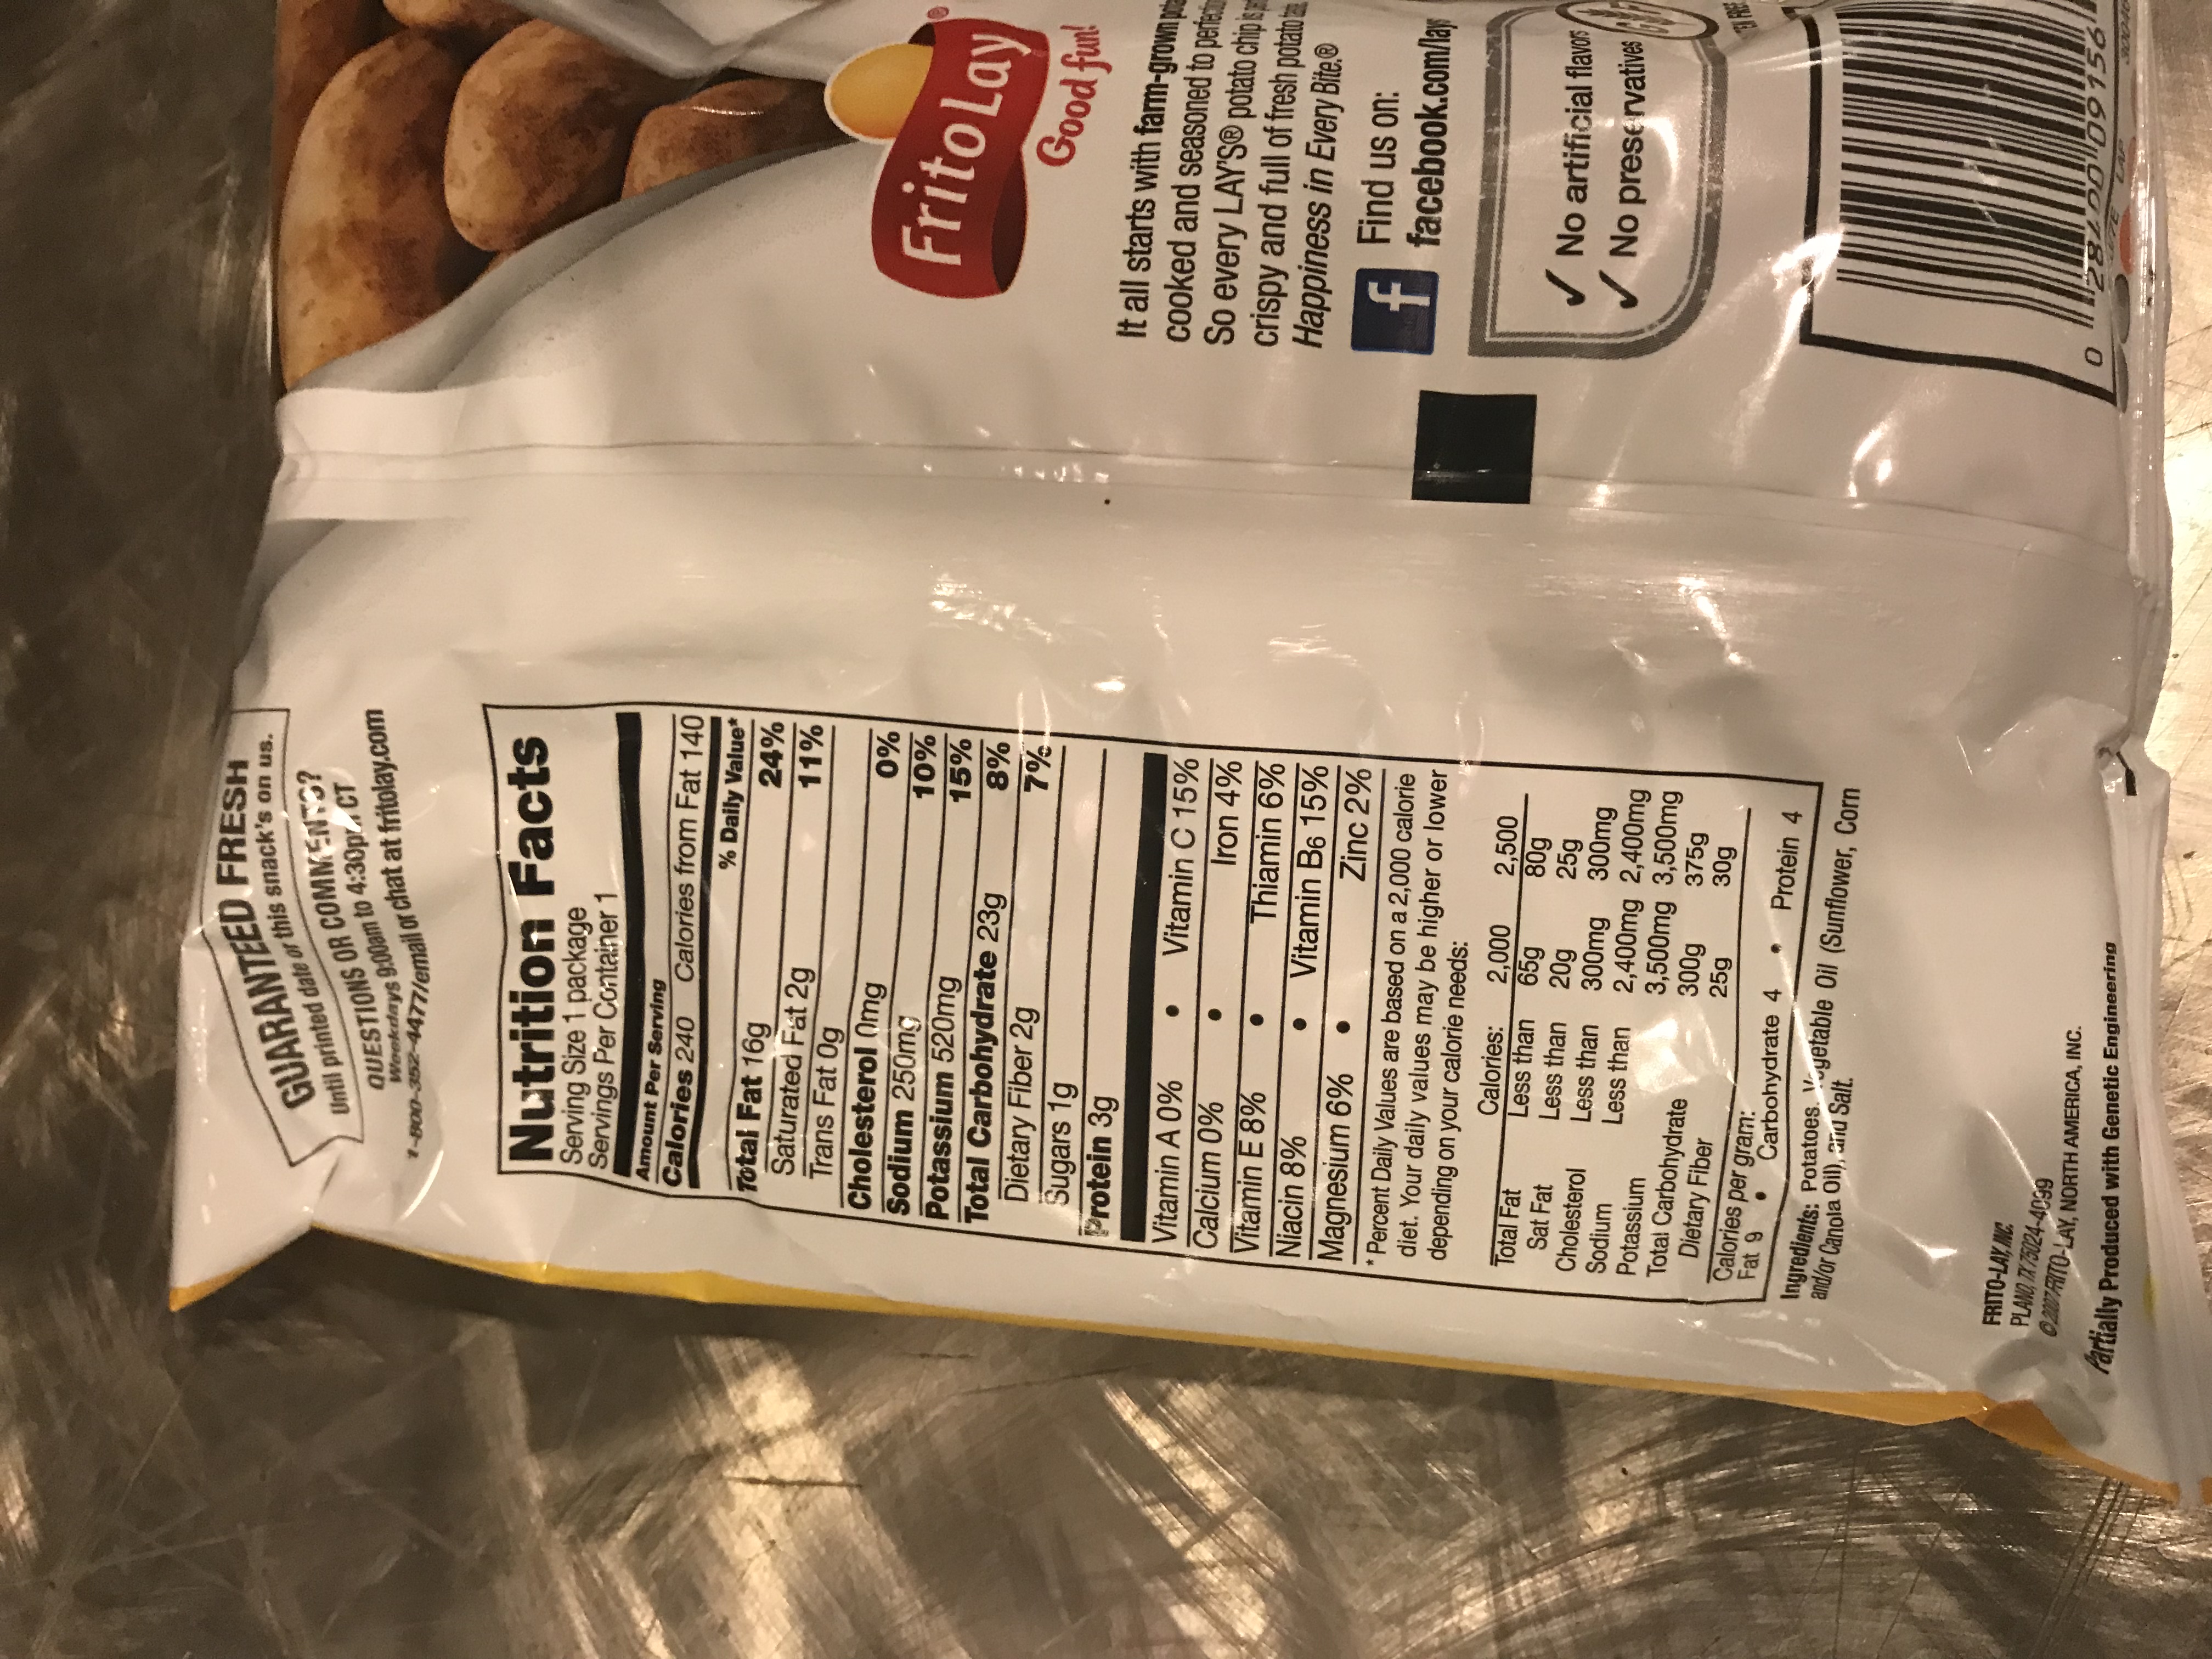 GUARANTEED FRESH
Until printed date or this snack's on us.
QUESTIONS OR COMMENTS?
Weekdays 9:00am to 4:30pm CT
1-800-352-4477/email or chat at fritolay.com
Nutrition Facts
Serving Size 1 package
Servings Per Container 1
Amount Per Serving
Calories 240 Calories from Fat 140
% Daily Value*
Total Fat 16g 24%
Saturated Fat 2g 11%
Trans Fat 0g
Cholesterol 0mg 0%
Sodium 250mg 10%
Potassium 520mg 15%
Total Carbohydrate 23g 8%
Dietary Fiber 2g 7%
Sugars 1g
Protein 3g
Vitamin A 0% • Vitamin C 15%
Calcium 0% • Iron 4%
Vitamin E 8% • Thiamin 6%
Niacin 8% • Vitamin B6 15%
Magnesium 6% • Zinc 2%
* Percent Daily Values are based on a 2,000 calorie
diet. Your daily values may be higher or lower
depending on your calorie needs:
Calories: 2,000 2,500
Total Fat Less than 65g 80g
Sat Fat Less than 20g 25g
Cholesterol Less than 300mg 300mg
Sodium Less than 2,400mg 2,400mg
Potassium 3,500mg 3,500mg
Total Carbohydrate 300g 375g
Dietary Fiber 25g 30g
Calories per gram:
Fat 9 • Carbohydrate 4 • Protein 4
Ingredients: Potatoes, Vegetable Oil (Sunflower, Corn
and/or Canola Oil), and Salt.
FRITO-LAY, INC.
PLANO, TX 75024-4099
© 2007 FRITO-LAY, NORTH AMERICA, INC.
Partially Produced with Genetic Engineering
Frito Lay®
Good fun!
It all starts with farm-grown
cooked and seasoned to
So every LAY'S® potato chip is
crispy and full of fresh potato
Happiness in Every Bite.®
f Find us on:
facebook.com/lays
✓ No artificial flavors
✓ No preservatives
GF
0 28400 09156